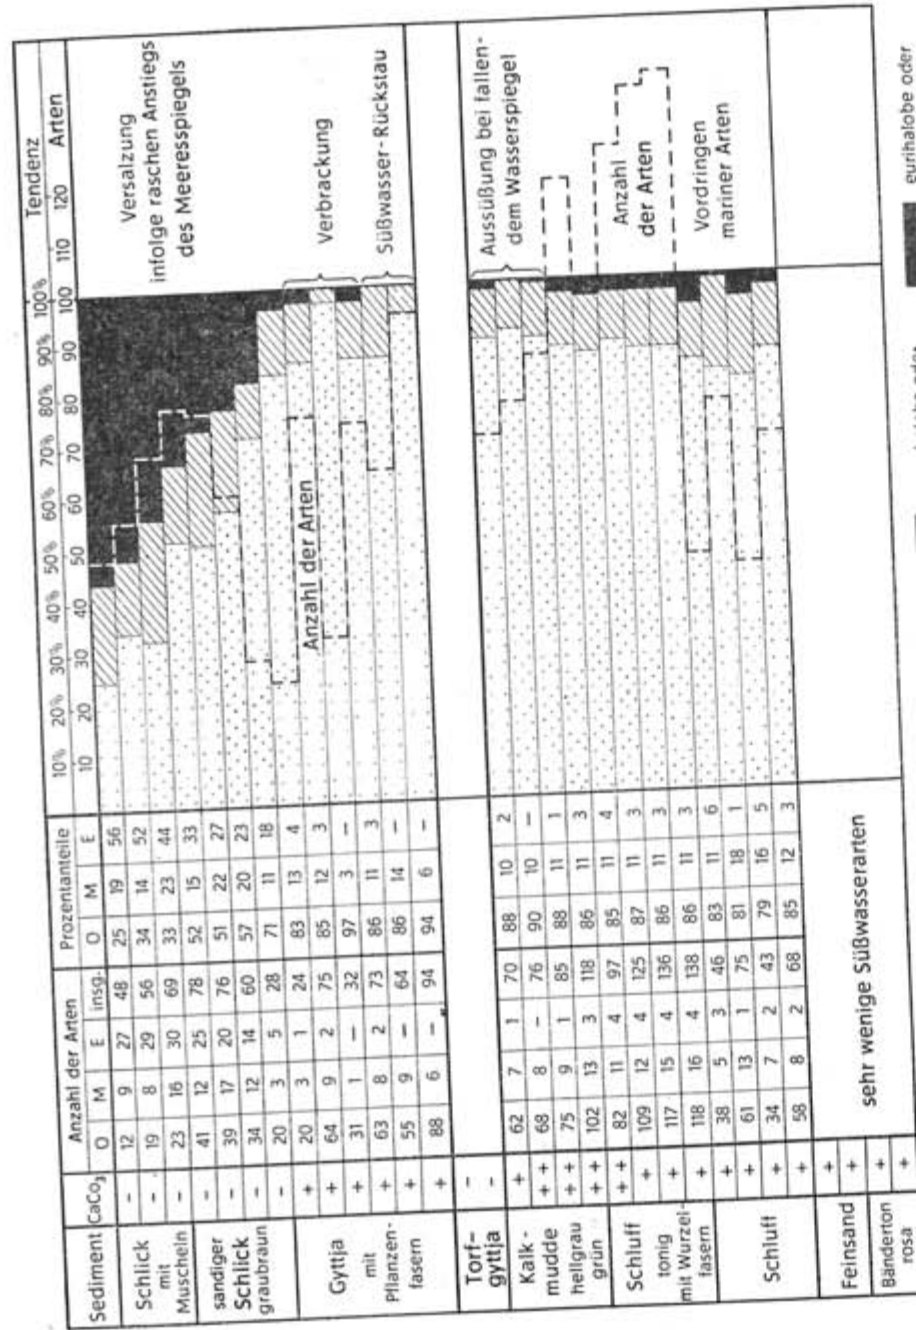 Sediment CaCo₃ Anzahl der Arten Prozentanteile Tendenz
O M E insg. O M E 10% 20% 30% 40% 50% 60% 70% 80% 90% 100%
10 20 30 40 50 60 70 80 90 100 110 120 Arten
Schlick
mit
Muscheln
– 12 9 27 48 25 19 56
– 19 8 29 56 34 14 52
– 23 16 30 69 33 23 44
sandiger
Schlick
graubraun
– 41 12 25 78 52 15 33
– 39 17 20 76 51 22 27
– 34 12 14 60 57 20 23
– 20 3 5 28 71 11 18
Gyttja
mit
Pflanzen-
fasern
+ 20 3 1 24 83 13 4
+ 64 9 2 75 85 12 3
+ 31 1 – 32 97 3 –
+ 63 8 2 73 86 11 3
+ 55 9 – 64 86 14 –
+ 88 6 – 94 94 6 –
Versalzung
infolge raschen Anstiegs
des Meeresspiegels
Anzahl der Arten
Verbrackung
Süßwasser-Rückstau
Torf-
gyttja
–
–
Kalk-
mudde
hellgrau
grün
+ 62 7 1 70 88 10 2
++ 68 8 – 76 90 10 –
++ 75 9 1 85 88 11 1
++ 102 13 3 118 86 11 3
Schluff
tonig
mit Wurzel-
fasern
++ 82 11 4 97 85 11 4
+ 109 12 4 125 87 11 3
+ 117 15 4 136 86 11 3
+ 118 16 4 138 86 11 3
Schluff
+ 38 5 3 46 83 11 6
+ 61 13 1 75 81 18 1
+ 34 7 2 43 79 16 5
+ 58 8 2 68 85 12 3
Aussüßung bei fallen-
dem Wasserspiegel
Anzahl
der Arten
Vordringen
mariner Arten
Feinsand
+
+
Bänderton
rosa
+
+
sehr wenige Süßwasserarten
eurihalobe oder